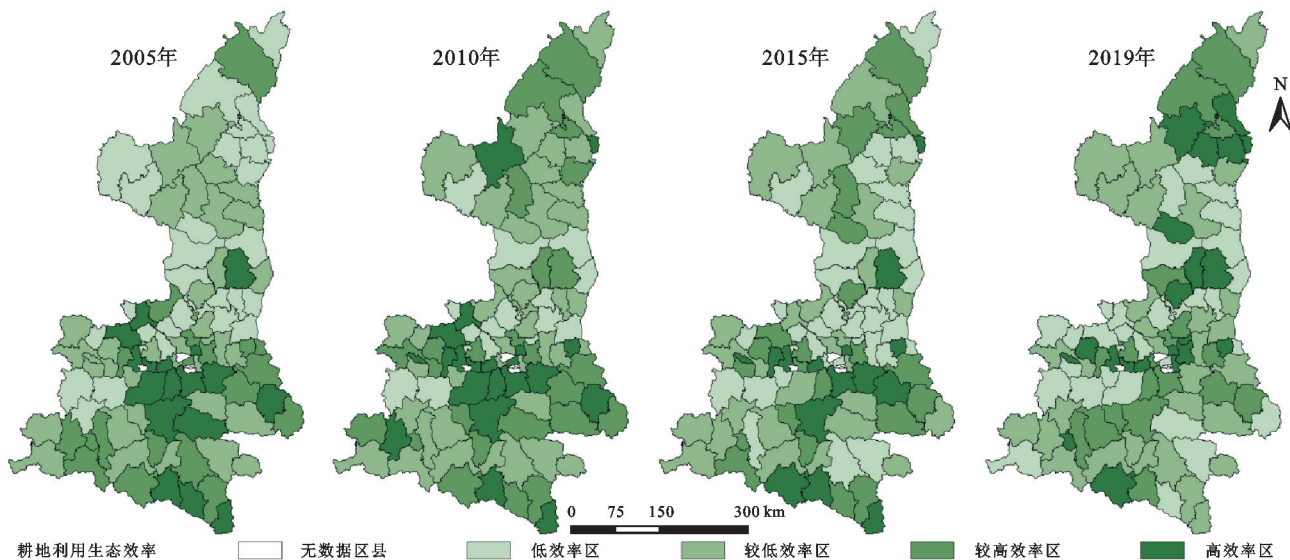 2005年
2010年
2015年
2019年
N
0 75 150 300 km
耕地利用生态效率 无数据区县 低效率区 较低效率区 较高效率区 高效率区